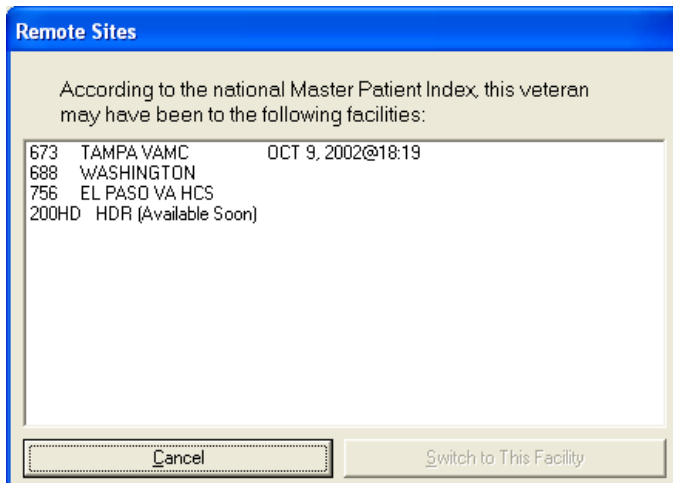 Remote Sites
According to the national Master Patient Index, this veteran
may have been to the following facilities:
673 TAMPA VAMC OCT 9, 2002@18:19
688 WASHINGTON
756 EL PASO VA HCS
200HD HDR (Available Soon)
Cancel
Switch to This Facility